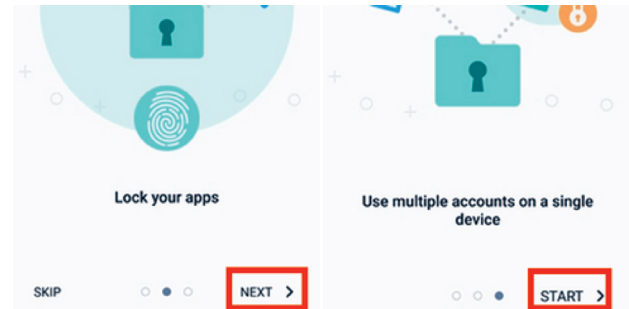 Lock your apps
SKIP
NEXT >
Use multiple accounts on a single
device
START >